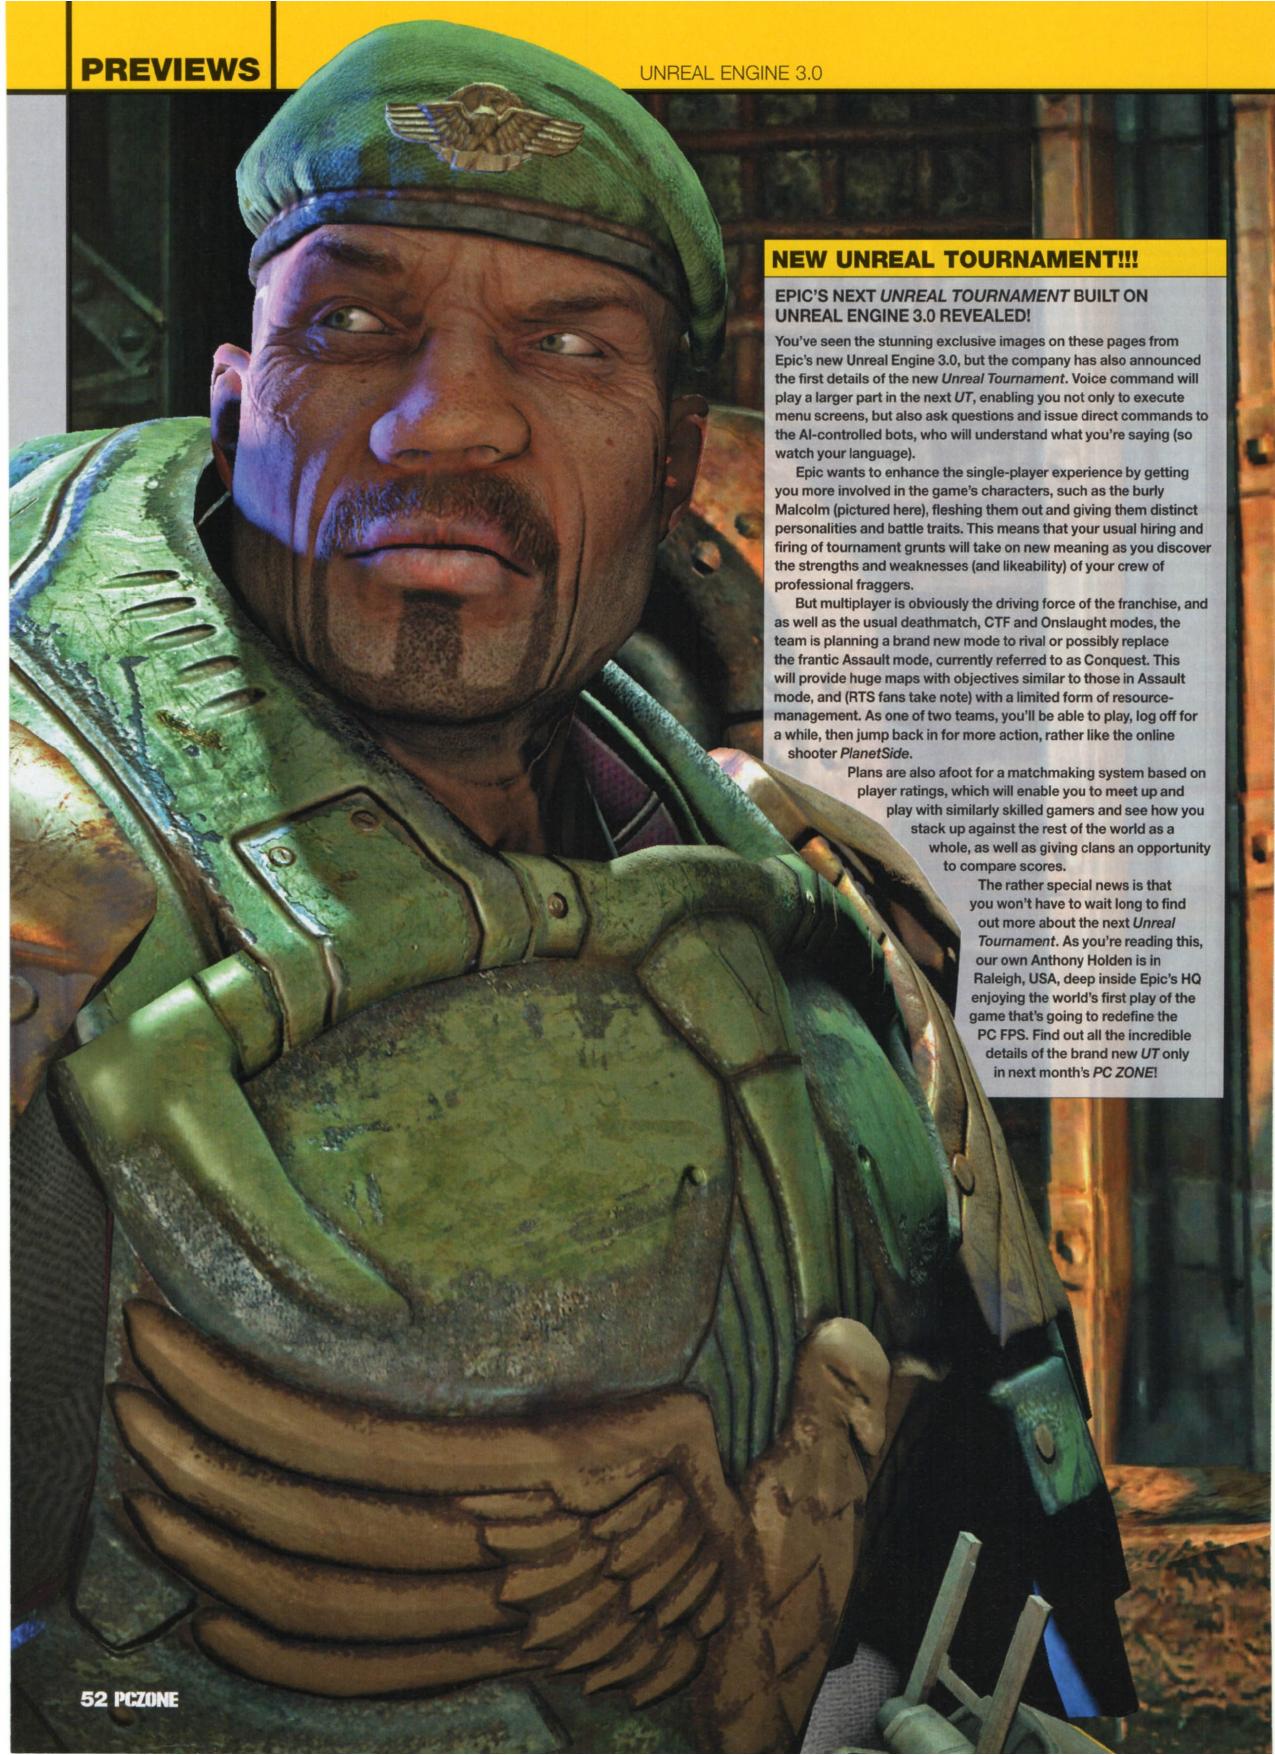 PREVIEWS
UNREAL ENGINE 3.0
NEW UNREAL TOURNAMENT!!!
EPIC'S NEXT UNREAL TOURNAMENT BUILT ON
UNREAL ENGINE 3.0 REVEALED!
You've seen the stunning exclusive images on these pages from
Epic's new Unreal Engine 3.0, but the company has also announced
the first details of the new Unreal Tournament. Voice command will
play a larger part in the next UT, enabling you not only to execute
menu screens, but also ask questions and issue direct commands to
the AI-controlled bots, who will understand what you're saying (so
watch your language).
Epic wants to enhance the single-player experience by getting
you more involved in the game's characters, such as the burly
Malcolm (pictured here), fleshing them out and giving them distinct
personalities and battle traits. This means that your usual hiring and
firing of tournament grunts will take on new meaning as you discover
the strengths and weaknesses (and likeability) of your crew of
professional fraggers.
But multiplayer is obviously the driving force of the franchise, and
as well as the usual deathmatch, CTF and Onslaught modes, the
team is planning a brand new mode to rival or possibly replace
the frantic Assault mode, currently referred to as Conquest. This
will provide huge maps with objectives similar to those in Assault
mode, and (RTS fans take note) with a limited form of resource-
management. As one of two teams, you'll be able to play, log off for
a while, then jump back in for more action, rather like the online
shooter PlanetSide.
Plans are also afoot for a matchmaking system based on
player ratings, which will enable you to meet up and
play with similarly skilled gamers and see how you
stack up against the rest of the world as a
whole, as well as giving clans an opportunity
to compare scores.
The rather special news is that
you won't have to wait long to find
out more about the next Unreal
Tournament. As you're reading this,
our own Anthony Holden is in
Raleigh, USA, deep inside Epic's HQ
enjoying the world's first play of the
game that's going to redefine the
PC FPS. Find out all the incredible
details of the brand new UT only
in next month's PC ZONE!
52 PCZONE